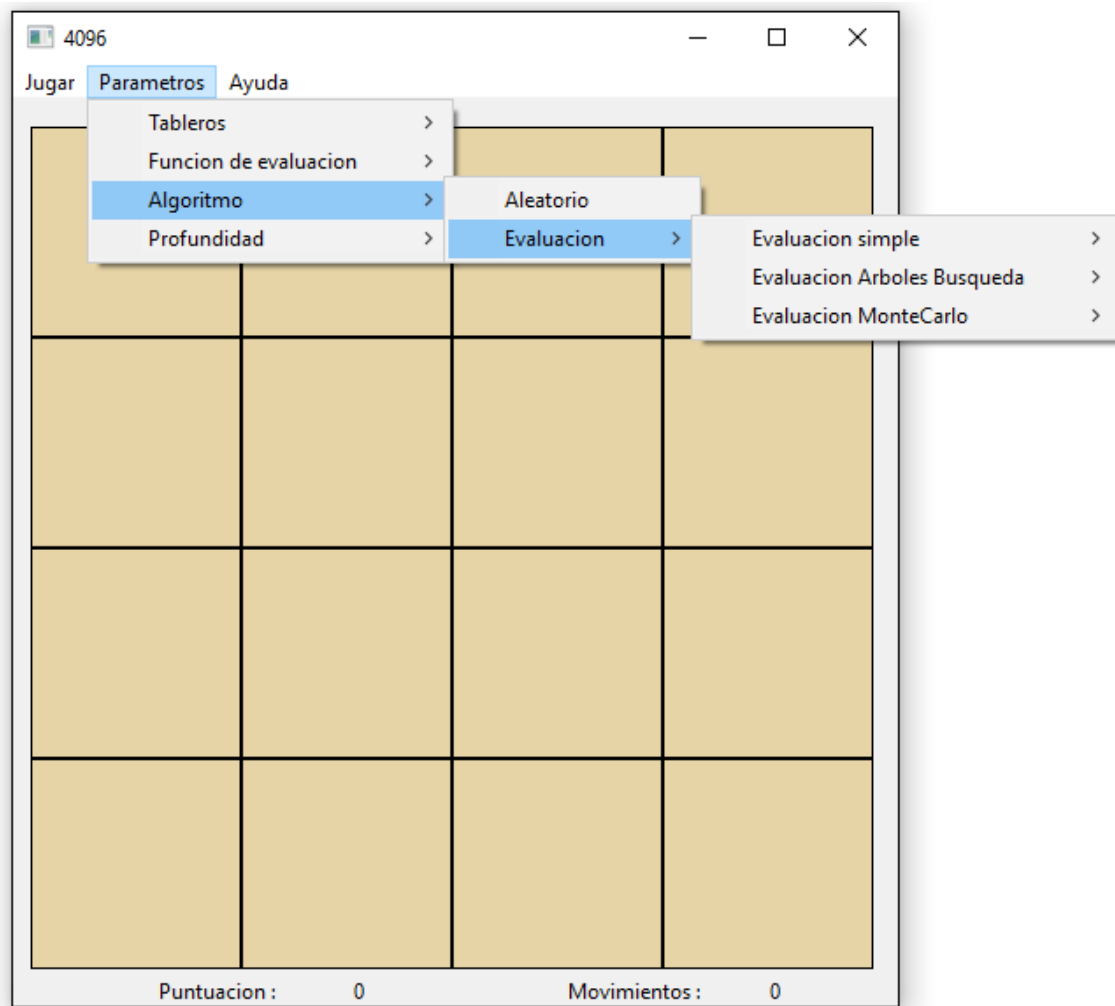 4096
Jugar Parametros Ayuda
Tableros
Funcion de evaluacion
Algoritmo
Profundidad
Aleatorio
Evaluacion
Evaluacion simple
Evaluacion Arboles Busqueda
Evaluacion MonteCarlo
Puntuacion : 0 Movimientos : 0